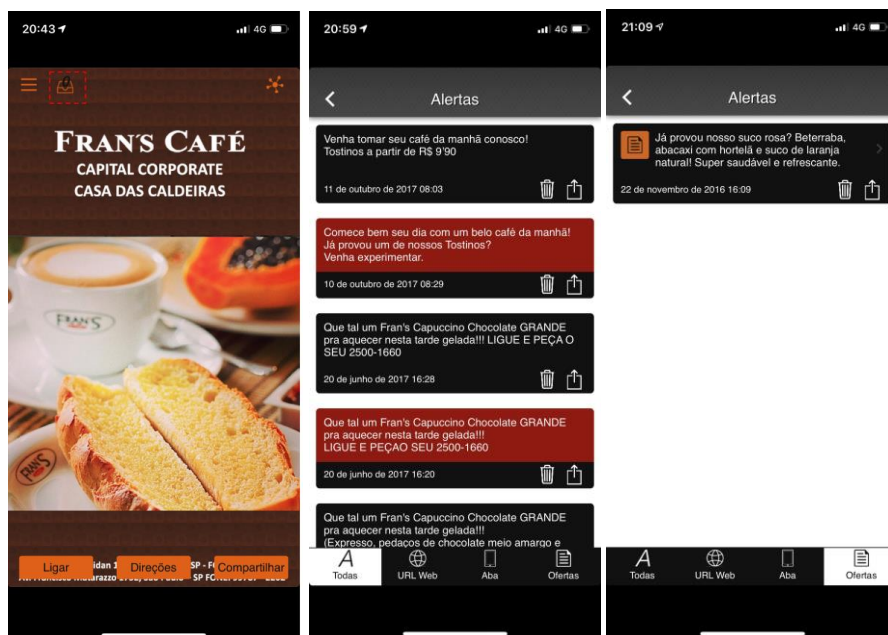 20:43
4G
FRAN'S CAFÉ
CAPITAL CORPORATE
CASA DAS CALDEIRAS
FRAN'S
FRAN'S
Ligar
Direções
Compartilhar
20:59
4G
Alertas
Venha tomar seu café da manhã conosco!
Tostinos a partir de R$ 9'90
11 de outubro de 2017 08:03
Comece bem seu dia com um belo café da manhã!
Já provou um de nossos Tostinos?
Venha experimentar.
10 de outubro de 2017 08:29
Que tal um Fran's Capuccino Chocolate GRANDE
pra aquecer nesta tarde gelada!!! LIGUE E PEÇA O
SEU 2500-1660
20 de junho de 2017 16:28
Que tal um Fran's Capuccino Chocolate GRANDE
pra aquecer nesta tarde gelada!!!
LIGUE E PEÇAO SEU 2500-1660
20 de junho de 2017 16:20
Que tal um Fran's Capuccino Chocolate GRANDE
pra aquecer nesta tarde gelada!!!
(Expresso, pedaços de chocolate meio amargo e
A
Todas
URL Web
Aba
Ofertas
21:09
4G
Alertas
Já provou nosso suco rosa? Beterraba,
abacaxi com hortelã e suco de laranja
natural! Super saudável e refrescante.
22 de novembro de 2016 16:09
A
Todas
URL Web
Aba
Ofertas